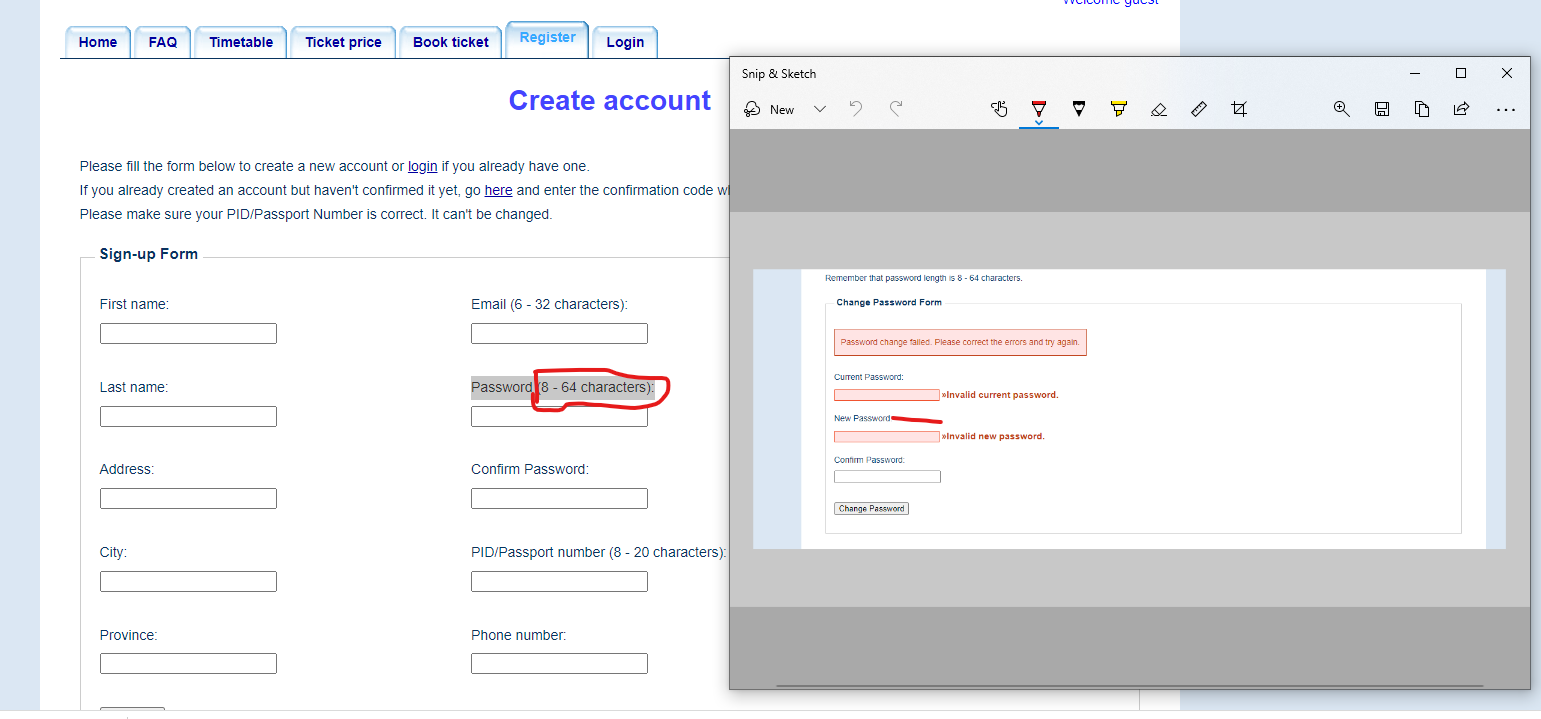 Welcome guest
Home FAQ Timetable Ticket price Book ticket Register Login
Create account
Please fill the form below to create a new account or login if you already have one.
If you already created an account but haven't confirmed it yet, go here and enter the confirmation code
Please make sure your PID/Passport Number is correct. It can't be changed.
Sign-up Form
First name:
Email (6 - 32 characters):
Last name:
Password (8 - 64 characters):
Address:
Confirm Password:
City:
PID/Passport number (8 - 20 characters):
Province:
Phone number:
Snip & Sketch
New
Remember that password length is 8 - 64 characters.
Change Password Form
Password change failed. Please correct the errors and try again.
Current Password:
»Invalid current password.
New Password
»Invalid new password.
Confirm Password:
Change Password